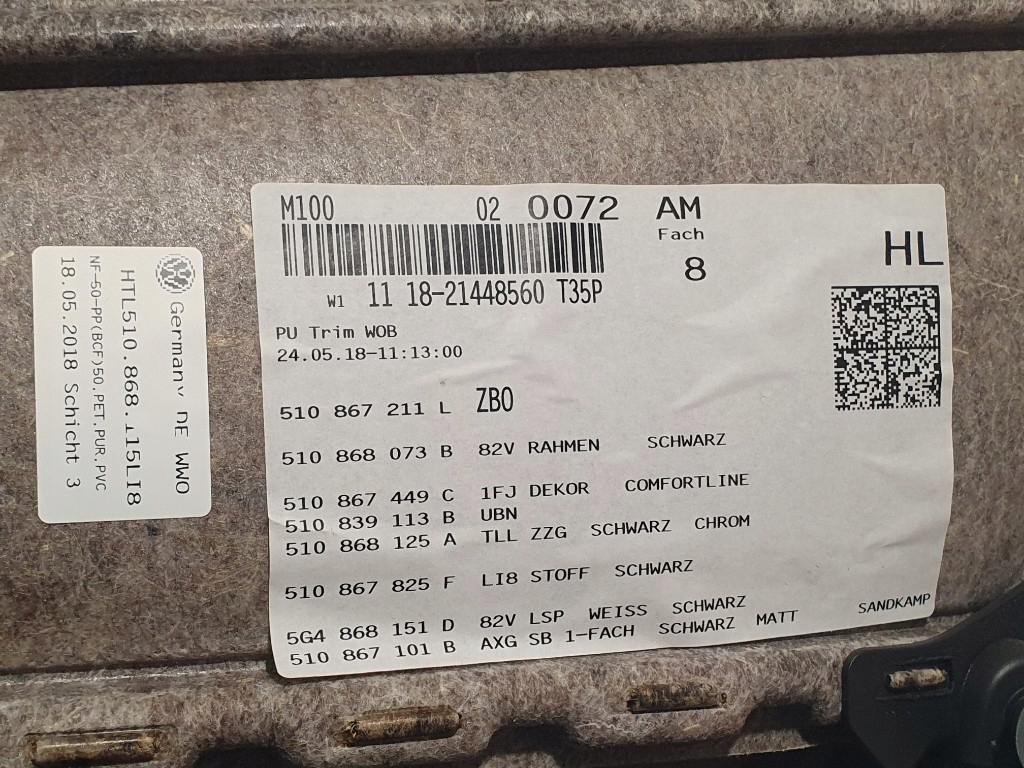 M100 02 0072 AM
Fach
8
HL
W1 11 18-21448560 T35P
PU Trim WOB
24.05.18-11:13:00
510 867 211 L ZB0
510 868 073 B 82V RAHMEN SCHWARZ
510 867 449 C 1FJ DEKOR COMFORTLINE
510 839 113 B UBN
510 868 125 A TLL ZZG SCHWARZ CHROM
510 867 825 F LI8 STOFF SCHWARZ
5G4 868 151 D 82V LSP WEISS SCHWARZ
510 867 101 B AXG SB 1-FACH SCHWARZ MATT
SANDKAMP
Germany DE WWO
HTL510.868.115LI8
NF-50-PP(BCF)50.PET.PUR.PVC
18.05.2018 Schicht 3